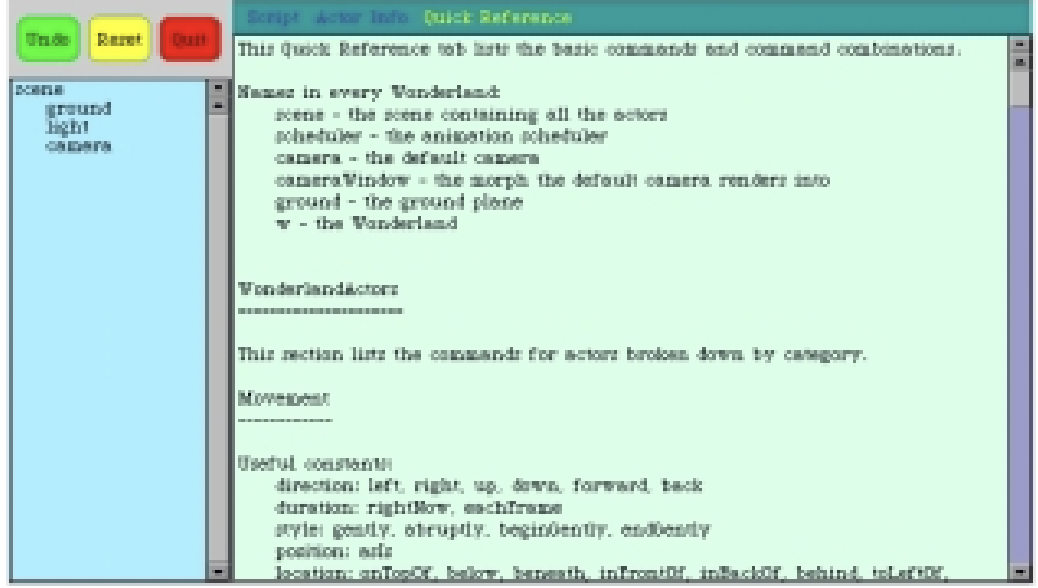 Undo Reset Quit
Script Actor Info Quick Reference
scene
ground
light
camera
This Quick Reference tab lists the basic commands and command combinations.
Names in every Wonderland:
scene - the scene containing all the actors
scheduler - the animation scheduler
camera - the default camera
cameraWindow - the morph the default camera renders into
ground - the ground plane
w - the Wonderland
WonderlandActors
----------------------
This section lists the commands for actors broken down by category.
Movement
------------
Useful constants:
direction: left, right, up, down, forward, back
duration: rightNow, eachFrame
style: gently, abruptly, beginGently, endGently
position: asIs
location: onTopOf, below, beneath, inFrontOf, inBackOf, behind, toLeftOf,